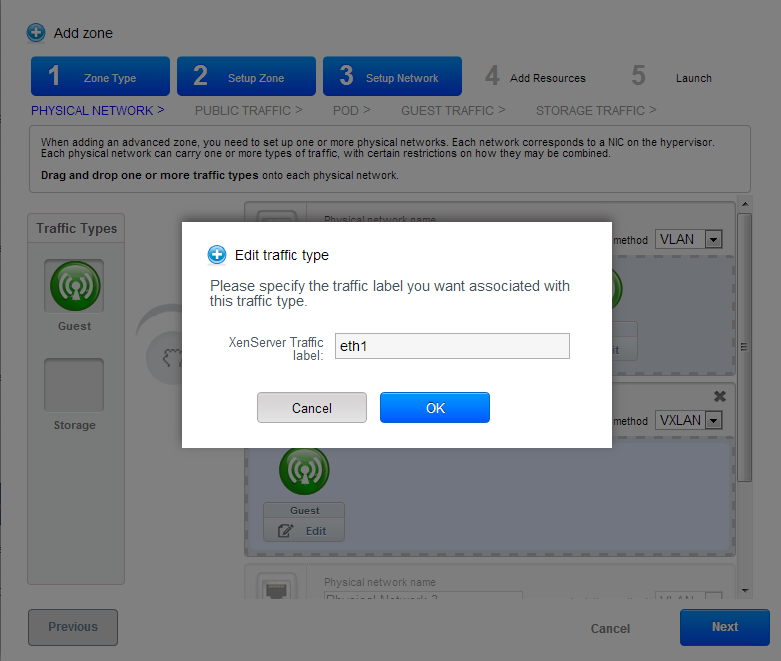 Add zone
1 Zone Type
2 Setup Zone
3 Setup Network
4 Add Resources
5 Launch
PHYSICAL NETWORK >
PUBLIC TRAFFIC >
POD >
GUEST TRAFFIC >
STORAGE TRAFFIC >
When adding an advanced zone, you need to set up one or more physical networks. Each network corresponds to a NIC on the hypervisor.
Each physical network can carry one or more types of traffic, with certain restrictions on how they may be combined.
Drag and drop one or more traffic types onto each physical network.
Traffic Types
Guest
Storage
Physical network name
method VLAN
Edit traffic type
Please specify the traffic label you want associated with
this traffic type.
XenServer Traffic
label:
eth1
Cancel
OK
method VXLAN
Guest
Edit
Physical network name
Physical Network 3
VLAN
Previous
Cancel
Next